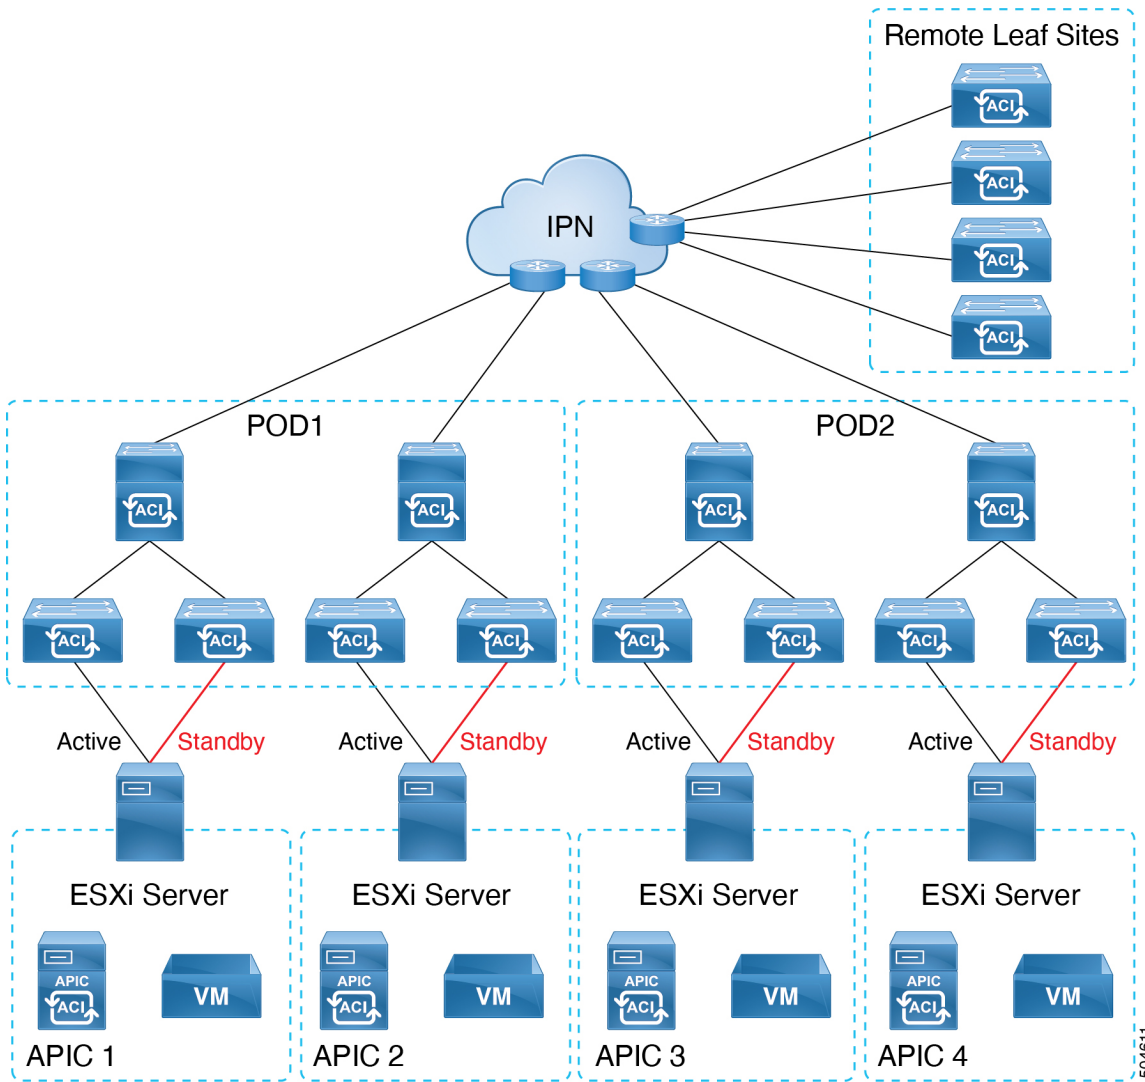 Remote Leaf Sites
ACI
ACI
ACI
ACI
IPN
POD1
POD2
ACI
ACI
ACI
ACI
ACI
ACI
ACI
ACI
ACI
ACI
ACI
ACI
Active
Standby
Active
Standby
Active
Standby
Active
Standby
ESXi Server
ESXi Server
ESXi Server
ESXi Server
APIC
ACI
VM
APIC
ACI
VM
APIC
ACI
VM
APIC
ACI
VM
APIC 1
APIC 2
APIC 3
APIC 4